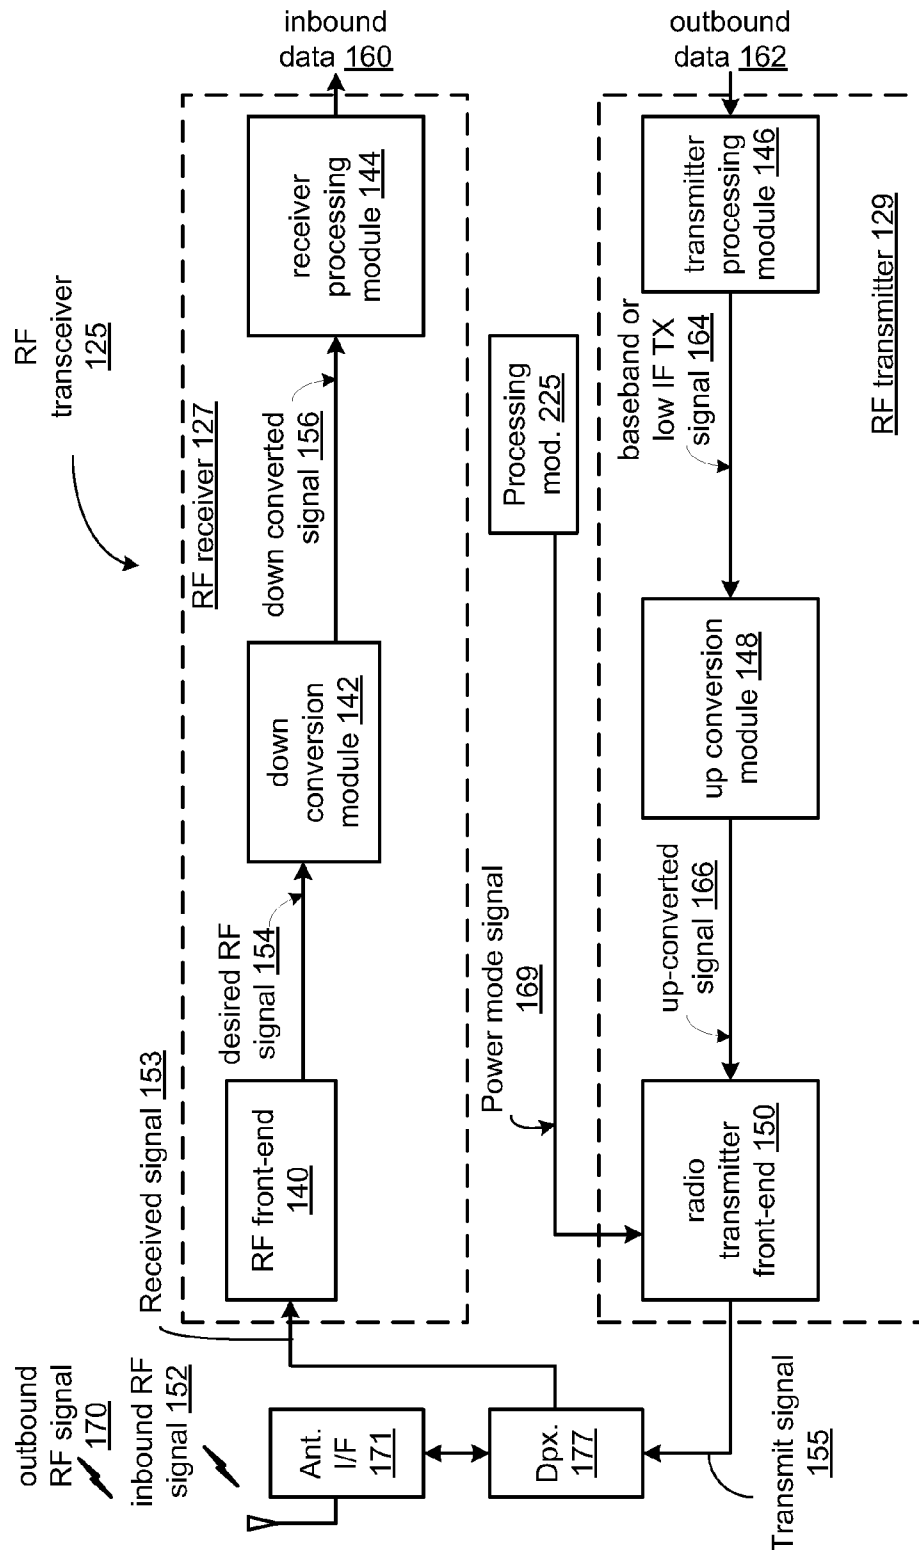 RF
transceiver
125
outbound
RF signal
170
inbound RF
signal 152
Received signal 153
RF receiver 127
Ant.
I/F
171
RF front-end
140
desired RF
signal 154
down
conversion
module 142
down converted
signal 156
receiver
processing
module 144
inbound
data 160
Dpx.
177
Power mode signal
169
Processing
mod. 225
Transmit signal
155
radio
transmitter
front-end 150
up-converted
signal 166
up conversion
module 148
baseband or
low IF TX
signal 164
transmitter
processing
module 146
outbound
data 162
RF transmitter 129